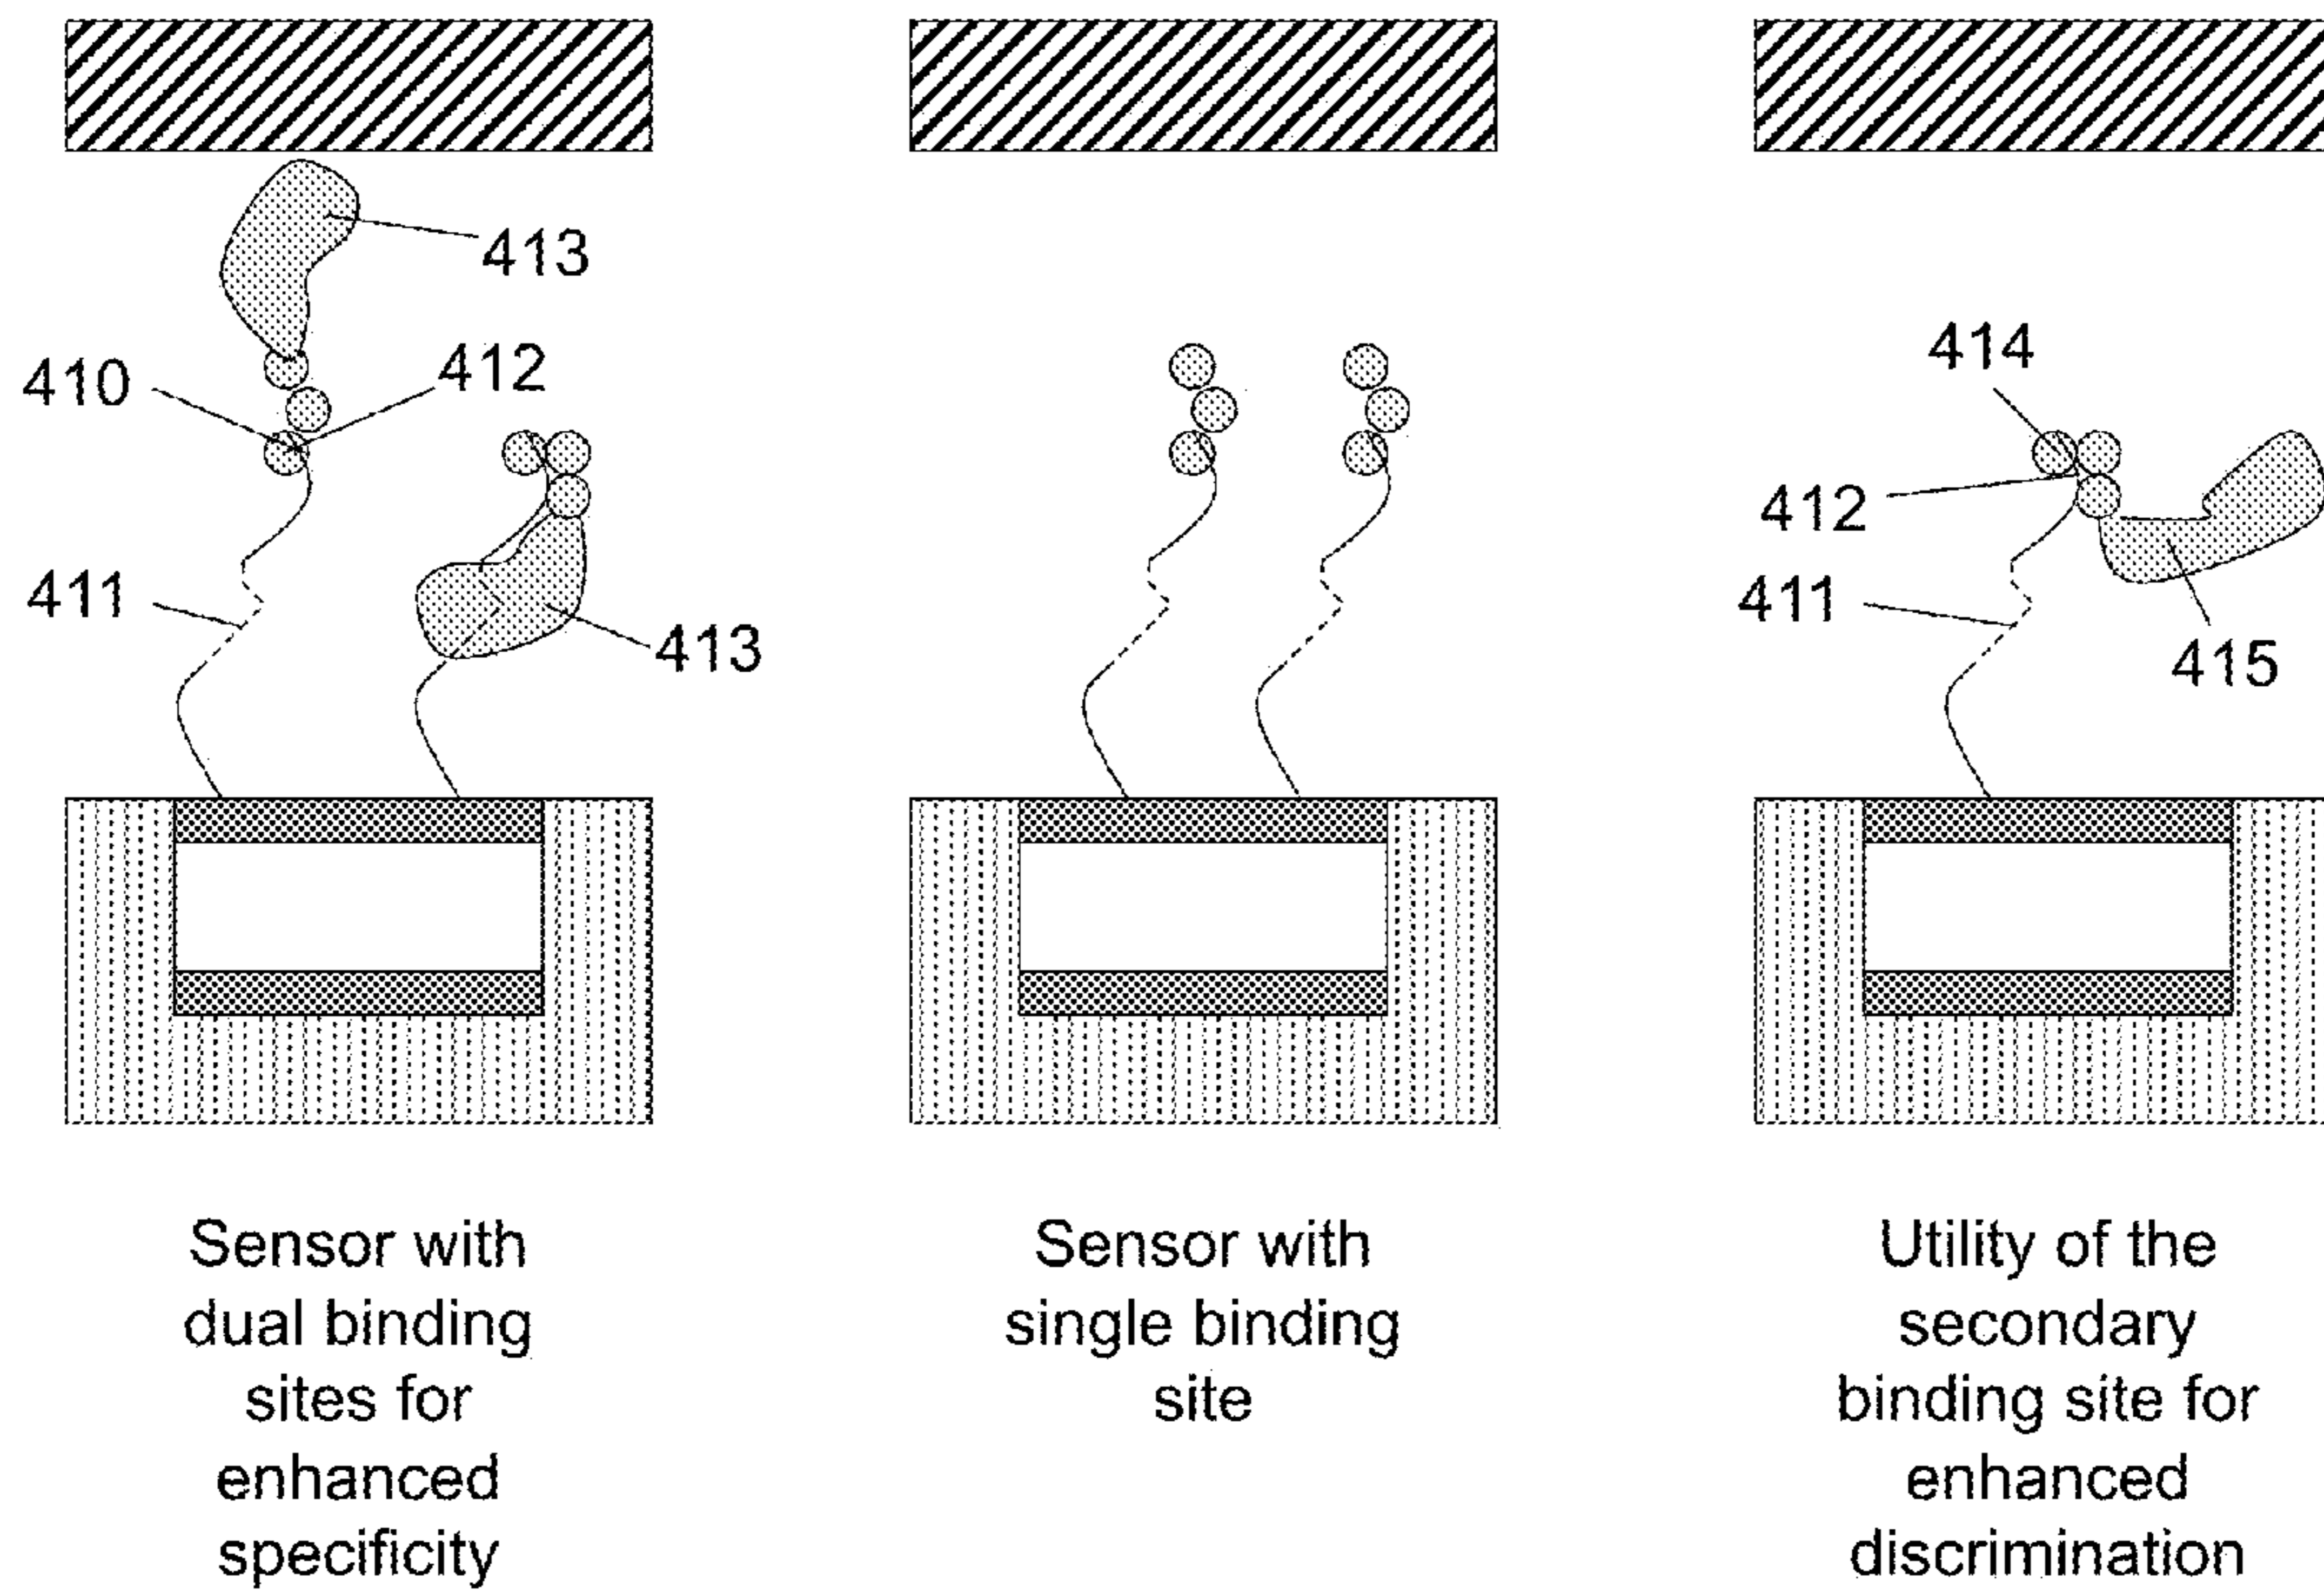 413
410
412
411
413
414
412
411
415
Sensor with
dual binding
sites for
enhanced
specificity
Sensor with
single binding
site
Utility of the
secondary
binding site for
enhanced
discrimination